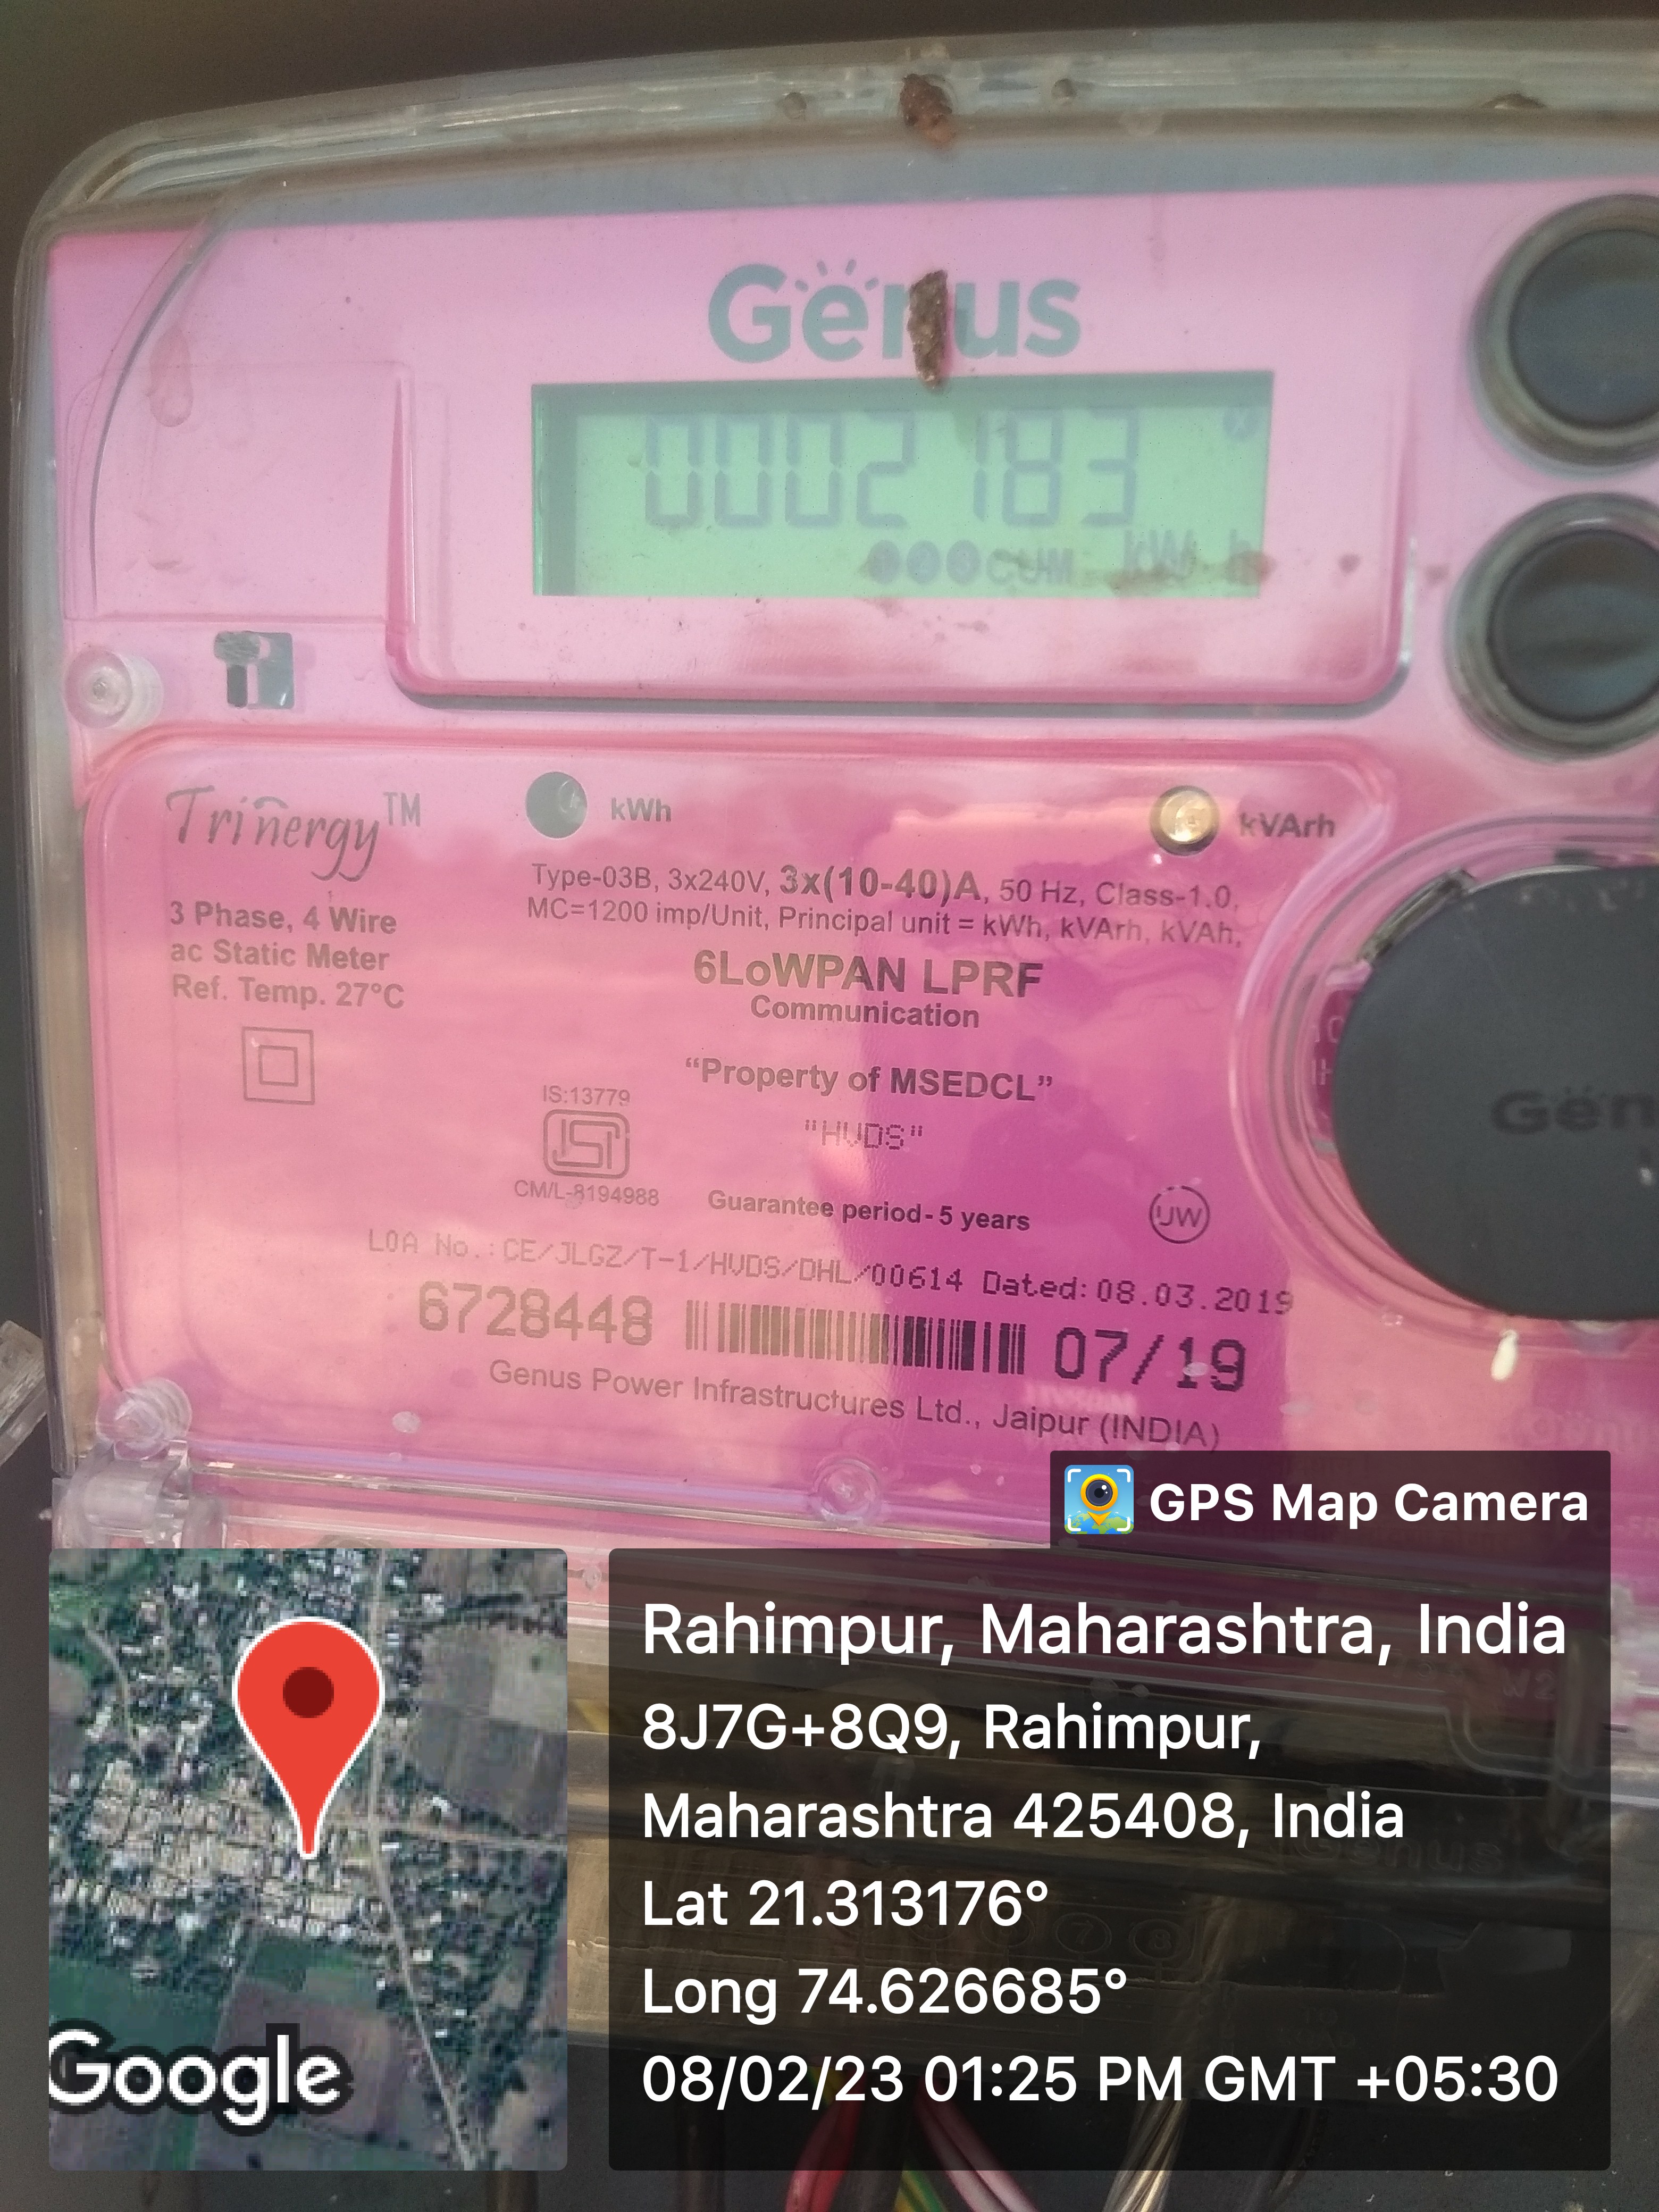 Genus
0002183
CUM kWh
Trinergy™
kWh
kVArh
Type-03B, 3x240V, 3x(10-40)A, 50 Hz, Class-1.0,
MC=1200 imp/Unit, Principal unit = kWh, kVArh, kVAh,
3 Phase, 4 Wire
ac Static Meter
Ref. Temp. 27°C
6LoWPAN LPRF
Communication
“Property of MSEDCL”
"HVDS"
IS:13779
ISI
CM/L-8194988
Guarantee period- 5 years
UW
LOA No.:CE/JLGZ/T-1/HVDS/DHL/00614 Dated:08.03.2019
6728448 07/19
Genus Power Infrastructures Ltd., Jaipur (INDIA)
Gen
GPS Map Camera
Rahimpur, Maharashtra, India
8J7G+8Q9, Rahimpur,
Maharashtra 425408, India
Lat 21.313176°
Long 74.626685°
08/02/23 01:25 PM GMT +05:30
Google